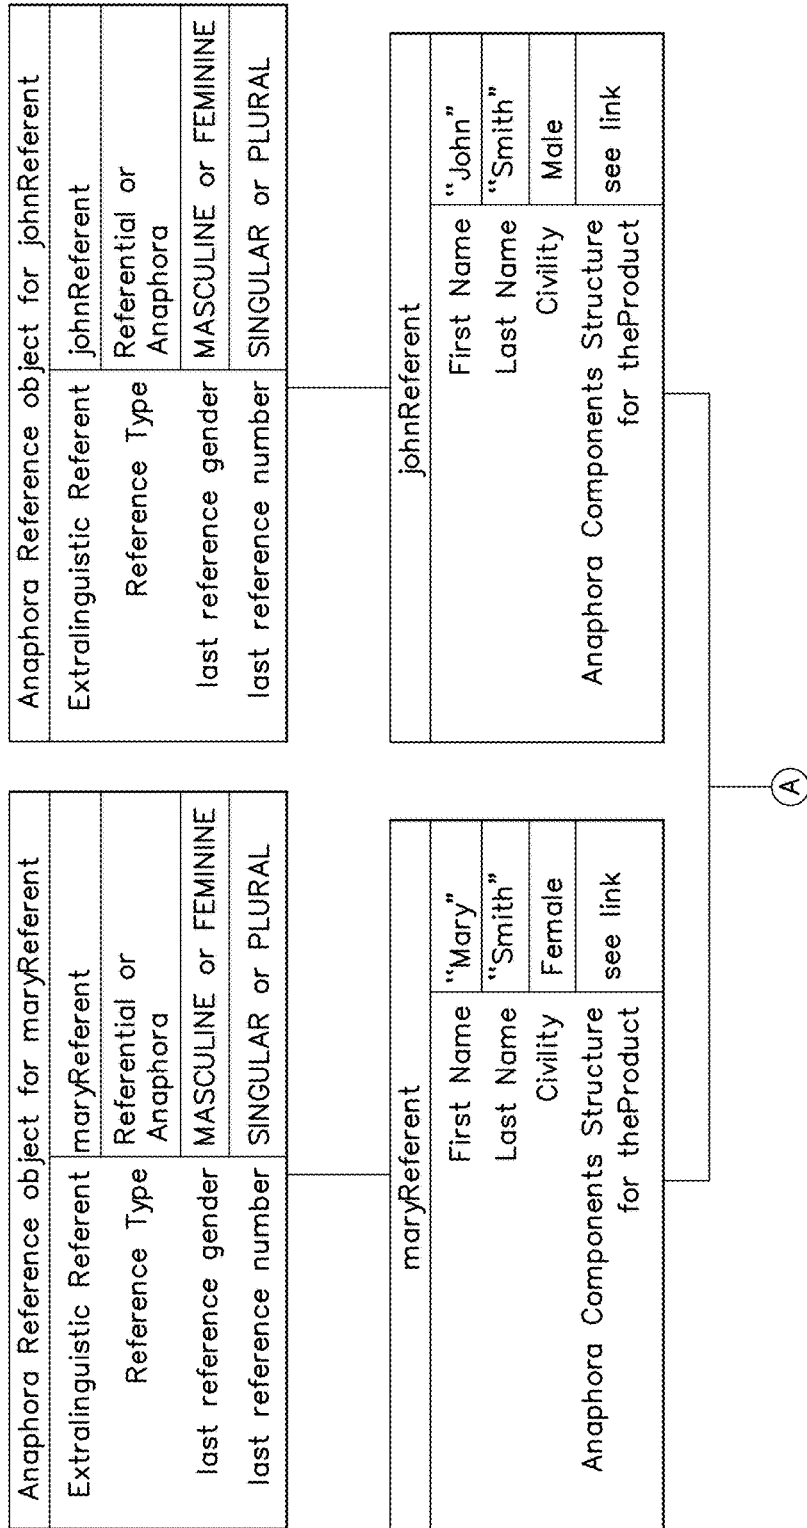 Anaphora Reference object for maryReferent
Extralinguistic Referent maryReferent
Reference Type Referential or
Anaphora
last reference gender MASCULINE or FEMININE
last reference number SINGULAR or PLURAL
maryReferent
First Name "Mary"
Last Name "Smith"
Civility Female
Anaphora Components Structure see link
for theProduct
Anaphora Reference object for johnReferent
Extralinguistic Referent johnReferent
Reference Type Referential or
Anaphora
last reference gender MASCULINE or FEMININE
last reference number SINGULAR or PLURAL
johnReferent
First Name "John"
Last Name "Smith"
Civility Male
Anaphora Components Structure see link
for theProduct
A